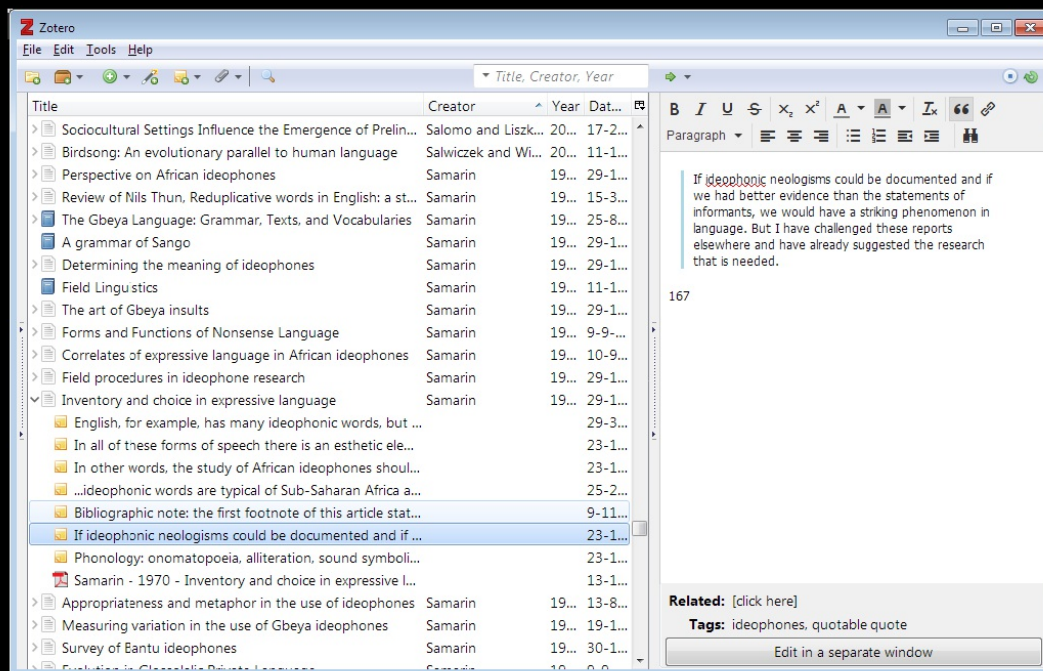 Zotero
File Edit Tools Help
Title, Creator, Year
Title Creator Year Dat...
Sociocultural Settings Influence the Emergence of Prelin... Salomo and Liszk... 20... 17-2...
Birdsong: An evolutionary parallel to human language Salwiczek and Wi... 20... 11-1...
Perspective on African ideophones Samarin 19... 29-1...
Review of Nils Thun, Reduplicative words in English: a st... Samarin 19... 15-3...
The Gbeya Language: Grammar, Texts, and Vocabularies Samarin 19... 25-8...
A grammar of Sango Samarin 19... 29-1...
Determining the meaning of ideophones Samarin 19... 29-1...
Field Linguistics Samarin 19... 11-1...
The art of Gbeya insults Samarin 19... 29-1...
Forms and Functions of Nonsense Language Samarin 19... 9-9-...
Correlates of expressive language in African ideophones Samarin 19... 10-9...
Field procedures in ideophone research Samarin 19... 29-1...
Inventory and choice in expressive language Samarin 19... 29-1...
English, for example, has many ideophonic words, but ... 29-3...
In all of these forms of speech there is an esthetic ele... 23-1...
In other words, the study of African ideophones shoul... 23-1...
...ideophonic words are typical of Sub-Saharan Africa a... 25-2...
Bibliographic note: the first footnote of this article stat... 9-11...
If ideophonic neologisms could be documented and if ... 23-1...
Phonology: onomatopoeia, alliteration, sound symboli... 23-1...
Samarin - 1970 - Inventory and choice in expressive l... 13-1...
Appropriateness and metaphor in the use of ideophones Samarin 19... 13-8...
Measuring variation in the use of Gbeya ideophones Samarin 19... 19-1...
Survey of Bantu ideophones Samarin 19... 30-1...
B I U S X₂ X² A A Tx
Paragraph
If ideophonic neologisms could be documented and if
we had better evidence than the statements of
informants, we would have a striking phenomenon in
language. But I have challenged these reports
elsewhere and have already suggested the research
that is needed.
167
Related: [click here]
Tags: ideophones, quotable quote
Edit in a separate window